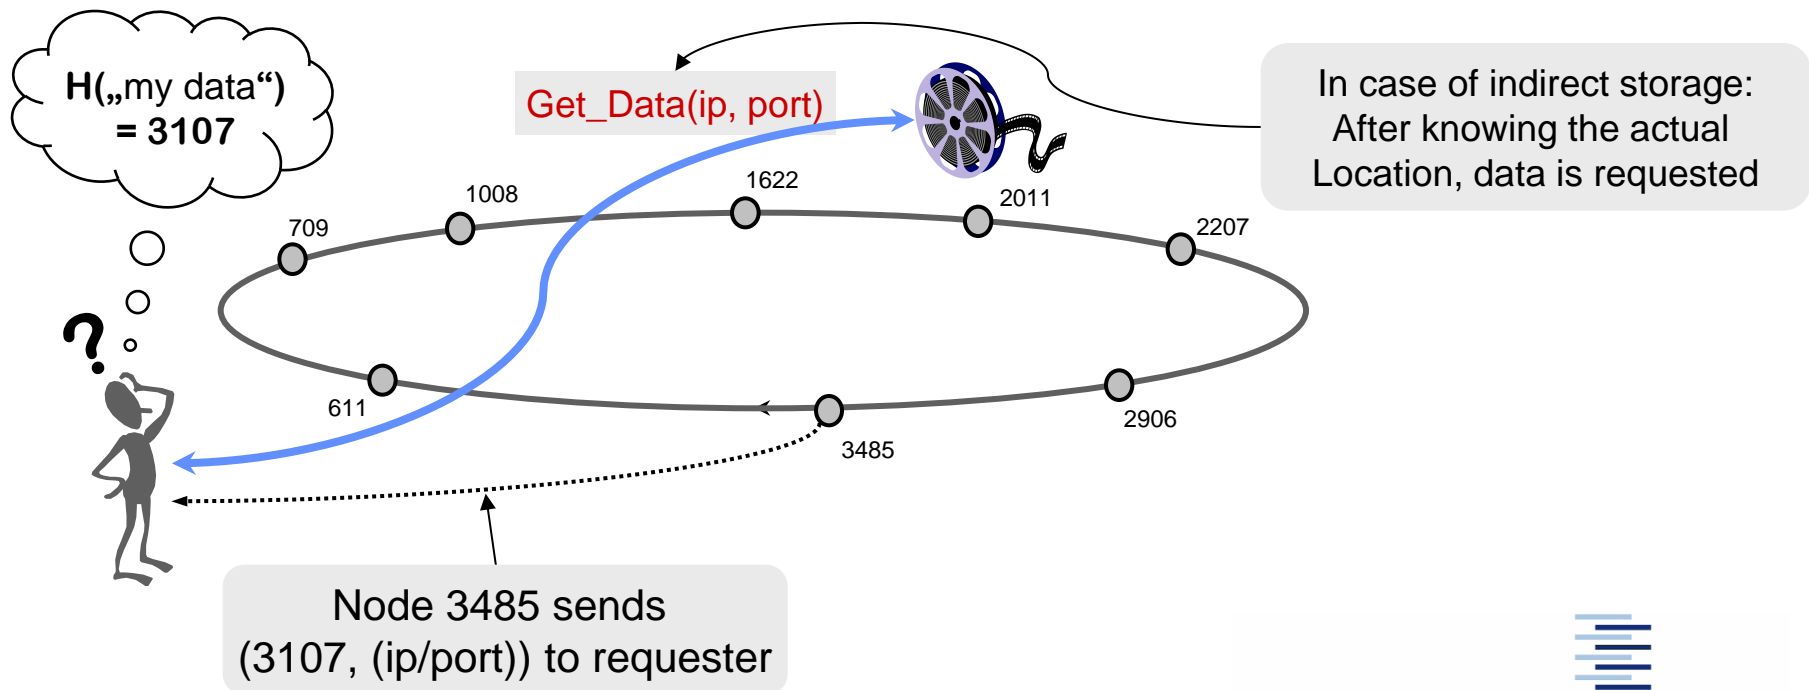 H(„my data“)
= 3107
Get_Data(ip, port)
In case of indirect storage:
After knowing the actual
Location, data is requested
1008
1622
2011
709
2207
?
611
2906
3485
Node 3485 sends
(3107, (ip/port)) to requester